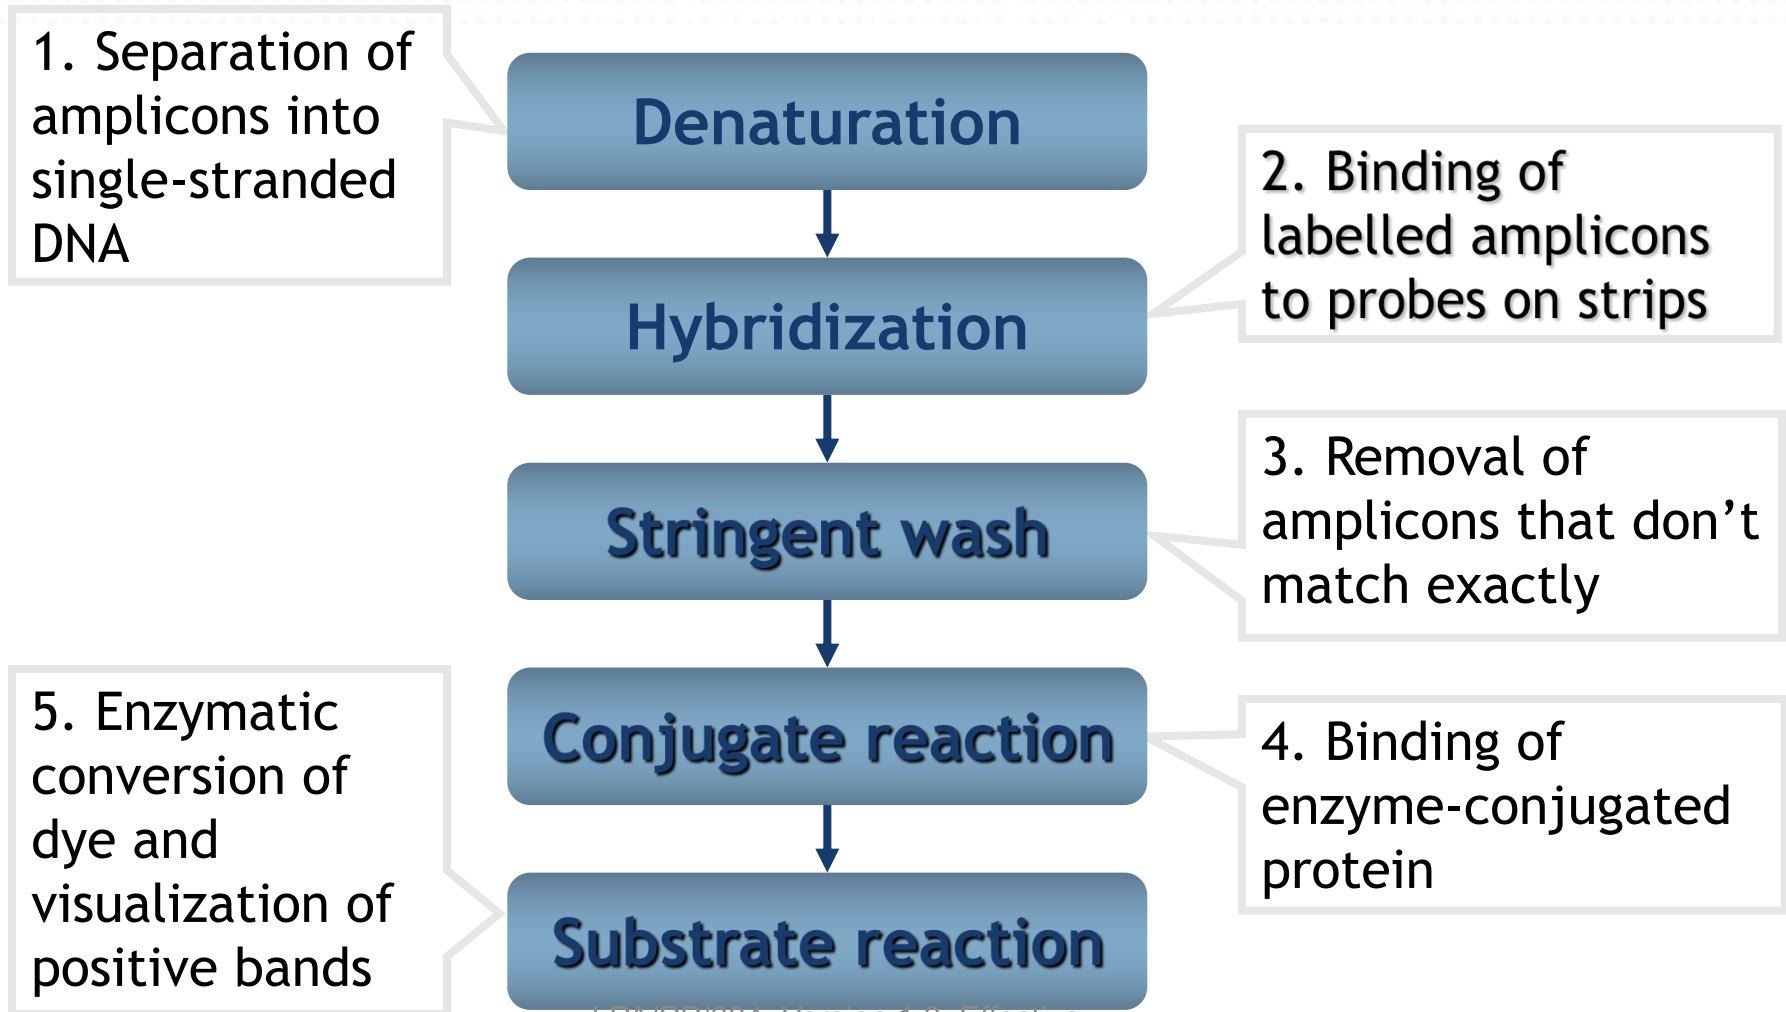 1. Separation of
amplicons into
single-stranded
DNA
Denaturation
2. Binding of
labelled amplicons
to probes on strips
Hybridization
3. Removal of
amplicons that don’t
match exactly
Stringent wash
Conjugate reaction
4. Binding of
enzyme-conjugated
protein
5. Enzymatic
conversion of
dye and
visualization of
positive bands
Substrate reaction